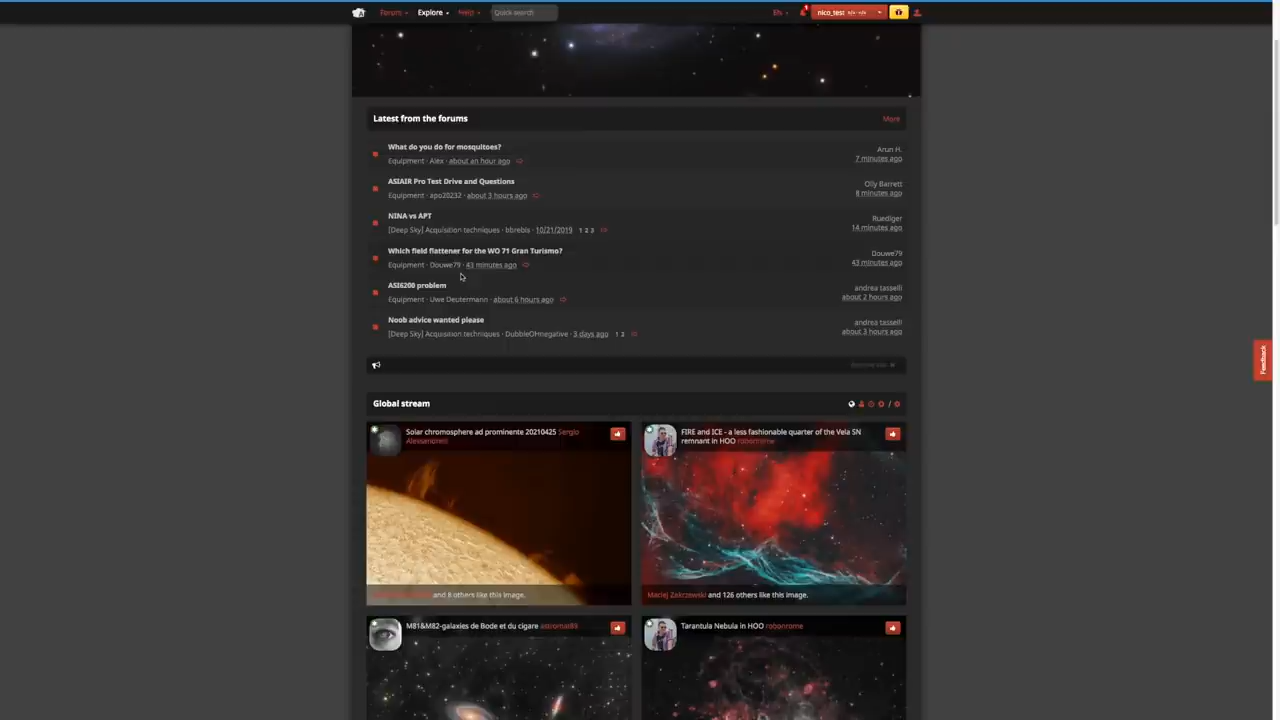 Forum Explore Help Quick search EN 1 nico_test
Latest from the forums More
What do you do for mosquitoes? Arun H.
Equipment · Alex · about an hour ago 7 minutes ago
ASIAIR Pro Test Drive and Questions Olly Barrett
Equipment · apo20232 · about 3 hours ago 8 minutes ago
NINA vs APT Ruediger
[Deep Sky] Acquisition techniques · bbrebis · 10/21/2019 1 2 3 14 minutes ago
Which field flattener for the WO 71 Gran Turismo? Douwe79
Equipment · Douwe79 · 43 minutes ago 43 minutes ago
ASI6200 problem andrea tasselli
Equipment · Uwe Deutermann · about 6 hours ago about 2 hours ago
Noob advice wanted please andrea tasselli
[Deep Sky] Acquisition techniques · DubbleOHnegative · 3 days ago 1 2 about 3 hours ago
Global stream /
Solar chromosphere ad prominente 20210425 Sergio
Alessandrelli
FIRE and ICE - a less fashionable quarter of the Vela SN
remnant in HOO robonrome
and 8 others like this image.
Maciej Zakrzewski and 126 others like this image.
M81&M82-galaxies de Bode et du cigare astromat89
Tarantula Nebula in HOO robonrome
Feedback